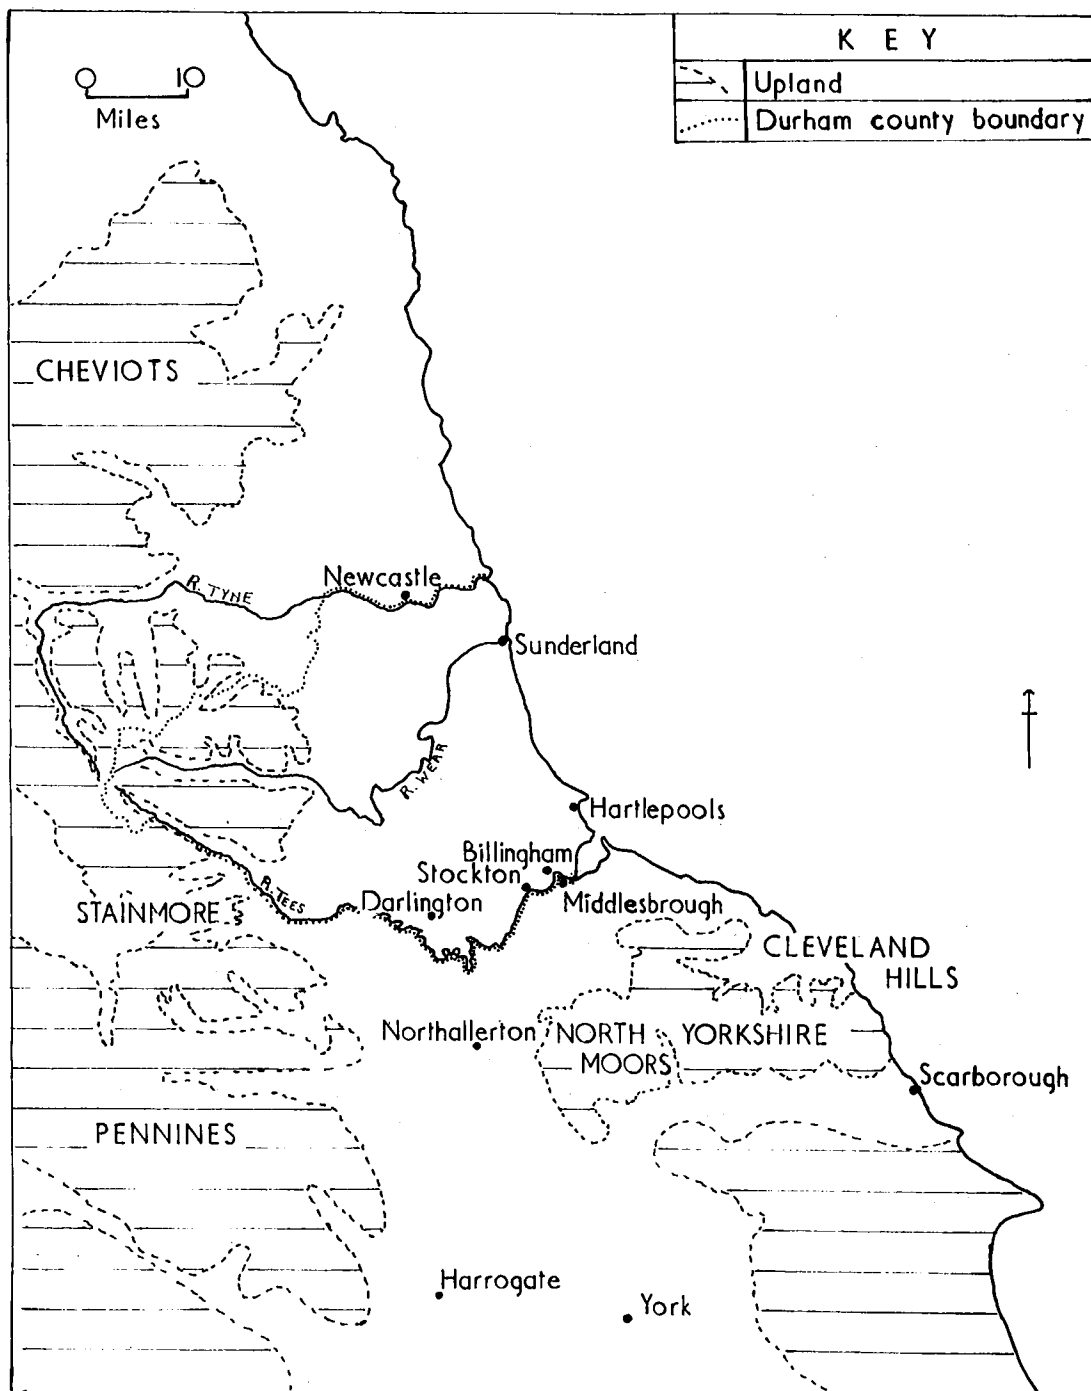 K E Y
Upland
Durham county boundary
0 10
Miles
CHEVIOTS
Newcastle
R. TYNE
Sunderland
R. WEAR
Hartlepools
Billingham
Stockton
Middlesbrough
R. TEES
Darlington
STAINMORE
CLEVELAND
HILLS
Northallerton
NORTH YORKSHIRE
MOORS
Scarborough
PENNINES
Harrogate
York